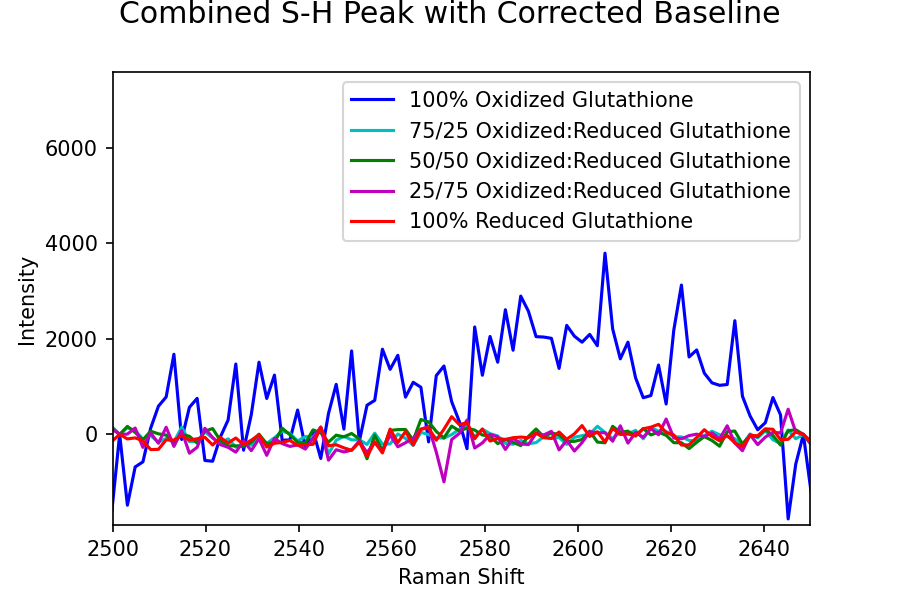 Combined S-H Peak with Corrected Baseline
100% Oxidized Glutathione
75/25 Oxidized:Reduced Glutathione
50/50 Oxidized:Reduced Glutathione
25/75 Oxidized:Reduced Glutathione
100% Reduced Glutathione
6000
4000
2000
0
Intensity
2500 2520 2540 2560 2580 2600 2620 2640
Raman Shift